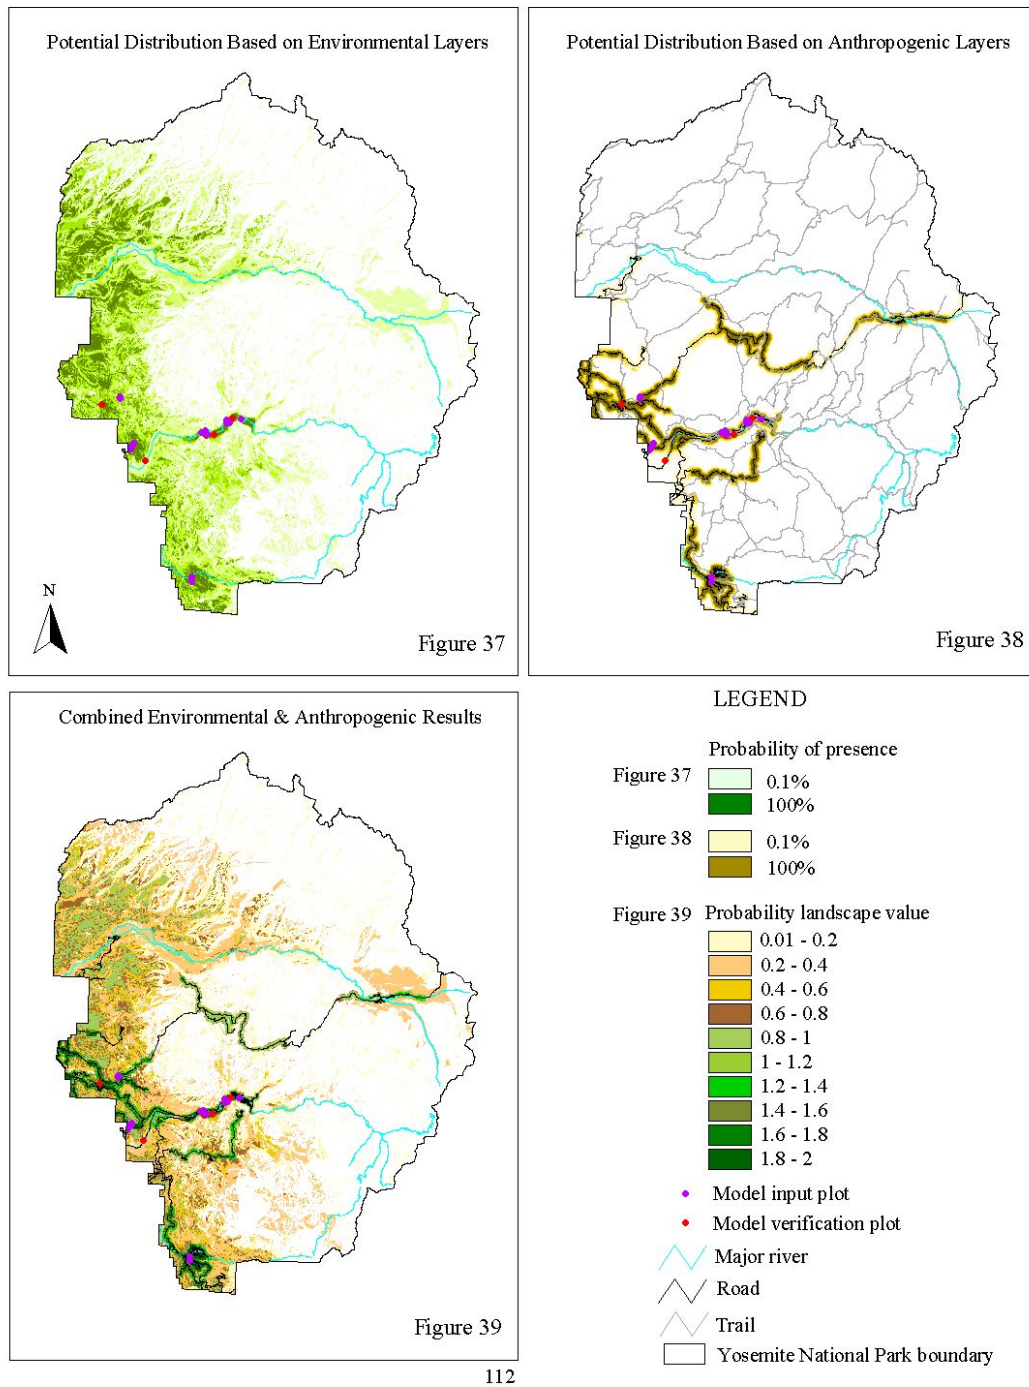 Potential Distribution Based on Environmental Layers
N
Figure 37
Potential Distribution Based on Anthropogenic Layers
Figure 38
Combined Environmental & Anthropogenic Results
Figure 39
LEGEND
Probability of presence
Figure 37
0.1%
100%
Figure 38
0.1%
100%
Figure 39 Probability landscape value
0.01 - 0.2
0.2 - 0.4
0.4 - 0.6
0.6 - 0.8
0.8 - 1
1 - 1.2
1.2 - 1.4
1.4 - 1.6
1.6 - 1.8
1.8 - 2
Model input plot
Model verification plot
Major river
Road
Trail
Yosemite National Park boundary
112